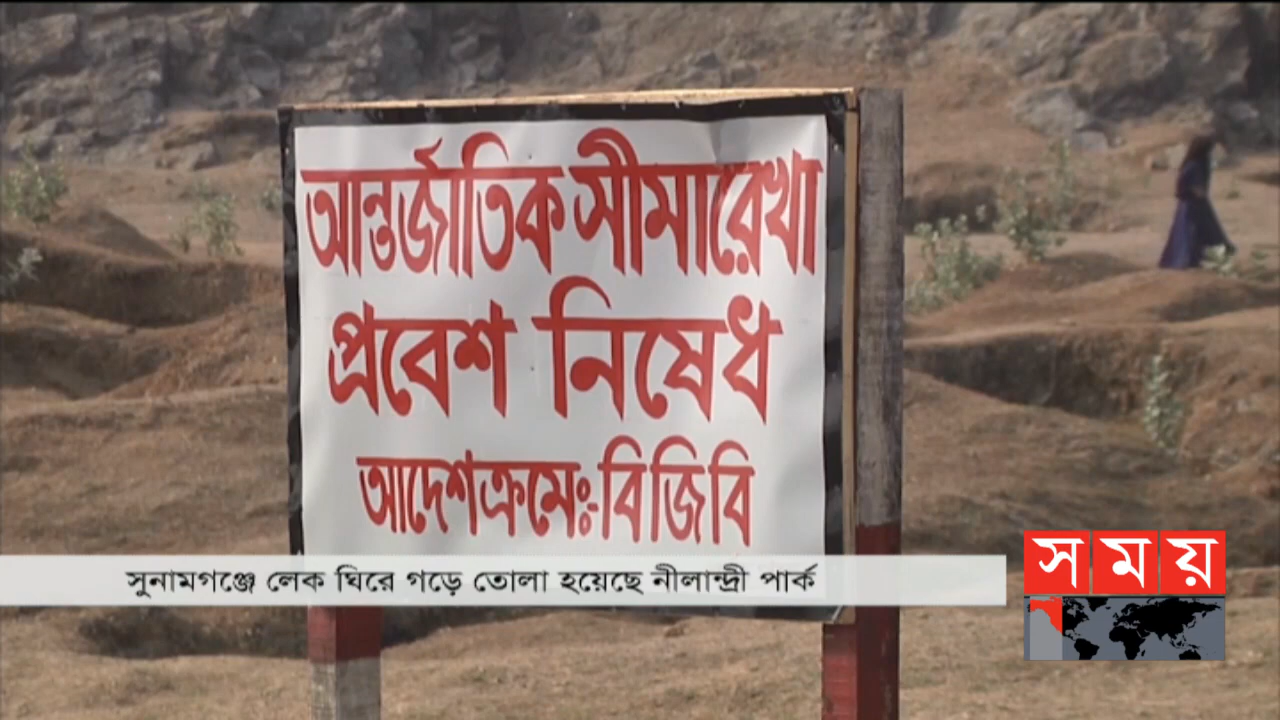 আন্তর্জাতিক সীমারেখা
প্রবেশ নিষেধ
আদেশক্রমেঃ-বিজিবি
সুনামগঞ্জে লেক ঘিরে গড়ে তোলা হয়েছে নীলান্দ্রী পার্ক
সময়